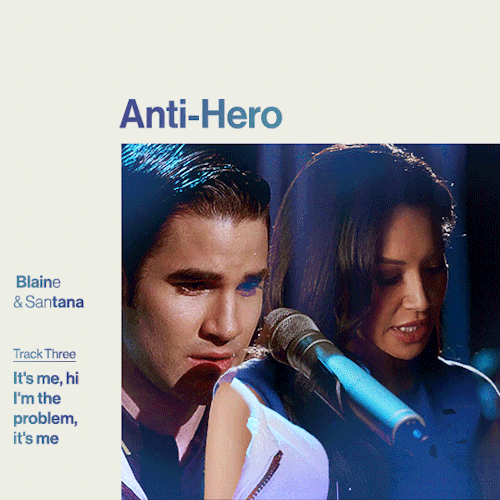 Anti-Hero
Blaine
& Santana
Track Three
It's me, hi
I'm the
problem,
it's me